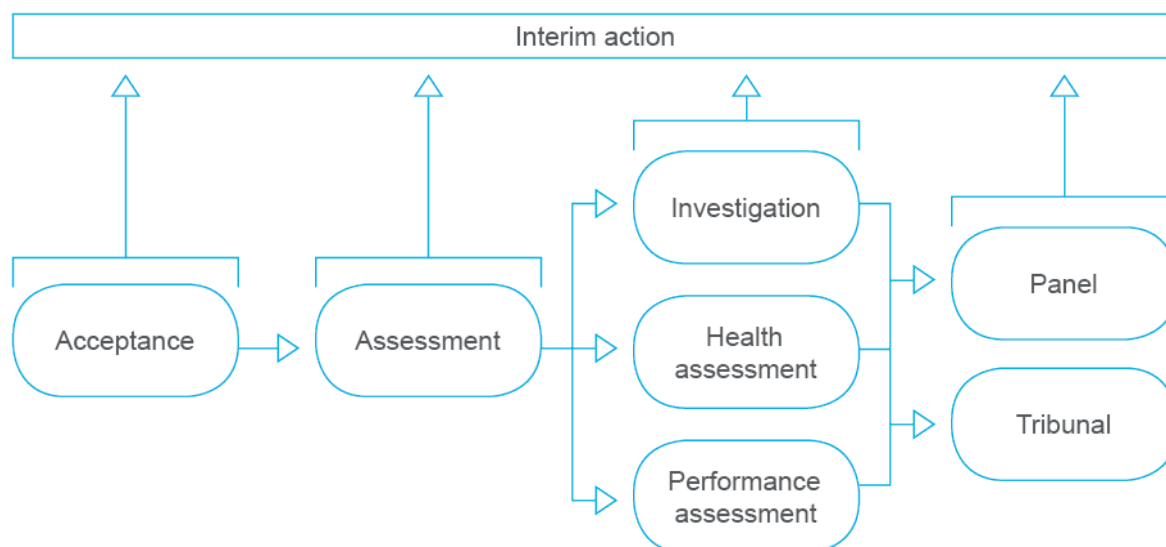 Interim action
Acceptance
Assessment
Investigation
Health
assessment
Performance
assessment
Panel
Tribunal